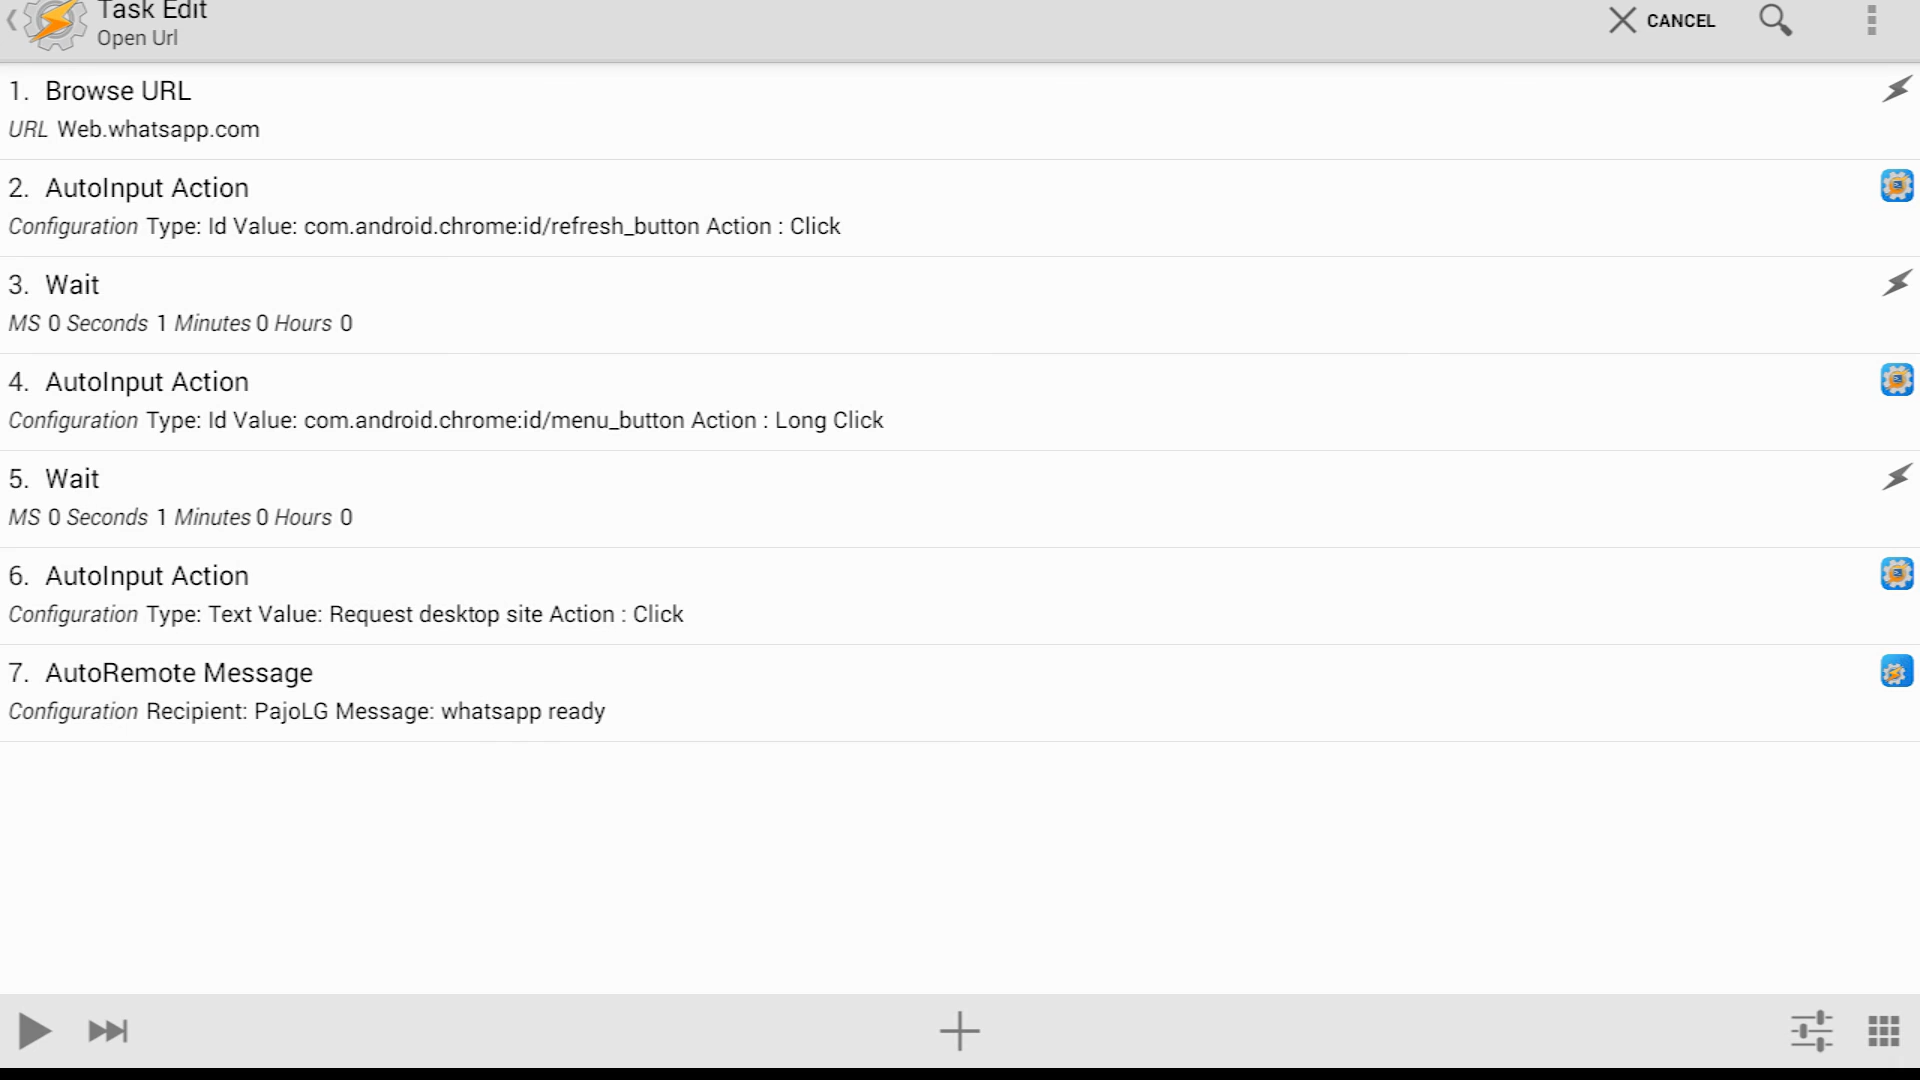 Task Edit
Open Url
CANCEL
1. Browse URL
URL Web.whatsapp.com
2. AutoInput Action
Configuration Type: Id Value: com.android.chrome:id/refresh_button Action : Click
3. Wait
MS 0 Seconds 1 Minutes 0 Hours 0
4. AutoInput Action
Configuration Type: Id Value: com.android.chrome:id/menu_button Action : Long Click
5. Wait
MS 0 Seconds 1 Minutes 0 Hours 0
6. AutoInput Action
Configuration Type: Text Value: Request desktop site Action : Click
7. AutoRemote Message
Configuration Recipient: PajoLG Message: whatsapp ready